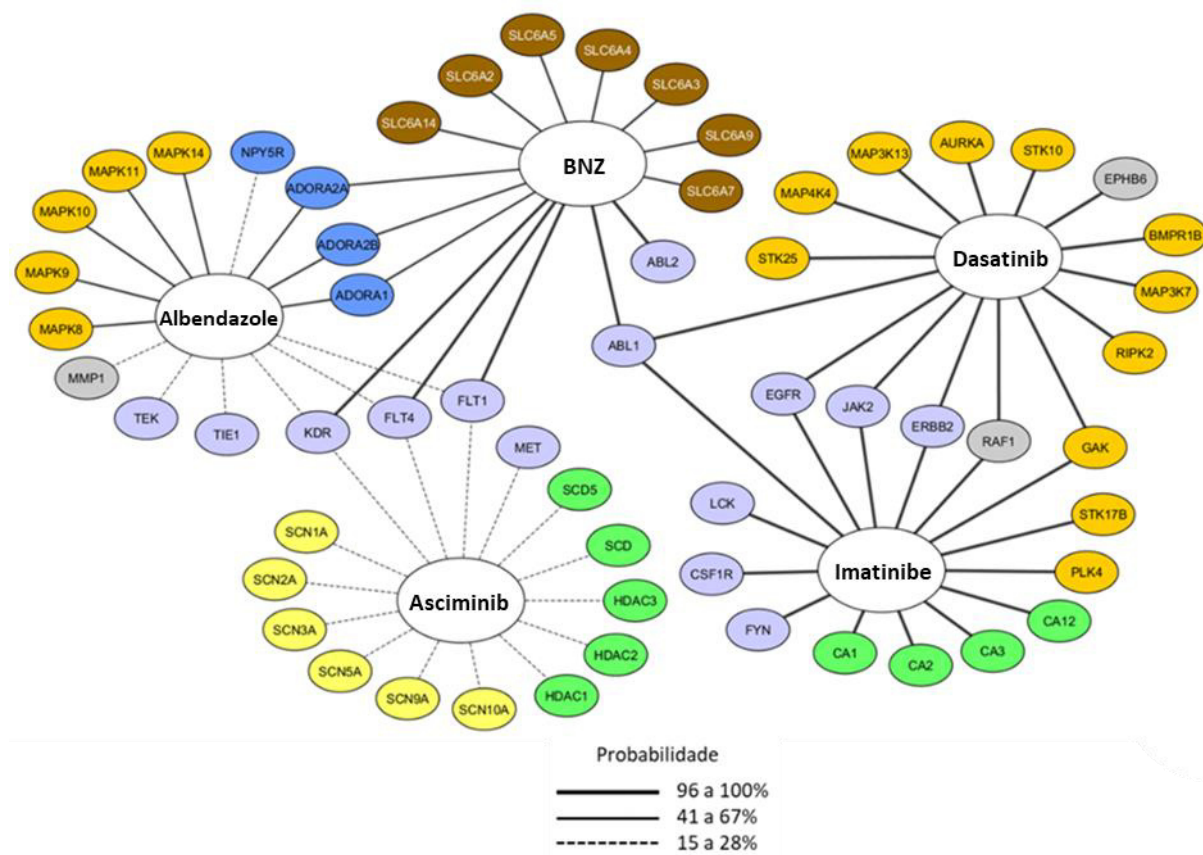 SLC6A5
SLC6A4
SLC6A2
SLC6A3
SLC6A14
SLC6A9
SLC6A7
BNZ
MAPK14
NPY5R
MAPK11
ADORA2A
MAPK10
ADORA2B
MAPK9
ADORA1
MAPK8
Albendazole
MMP1
TEK
TIE1
KDR
FLT4
FLT1
ABL2
ABL1
MAP3K13
AURKA
STK10
EPHB6
MAP4K4
BMPR1B
STK25
Dasatinib
MAP3K7
RIPK2
EGFR
JAK2
ERBB2
RAF1
GAK
MET
SCD5
SCN1A
SCD
SCN2A
Asciminib
HDAC3
SCN3A
HDAC2
SCN5A
HDAC1
SCN9A
SCN10A
LCK
STK17B
CSF1R
Imatinibe
PLK4
FYN
CA12
CA1
CA2
CA3
Probabilidade
96 a 100%
41 a 67%
15 a 28%